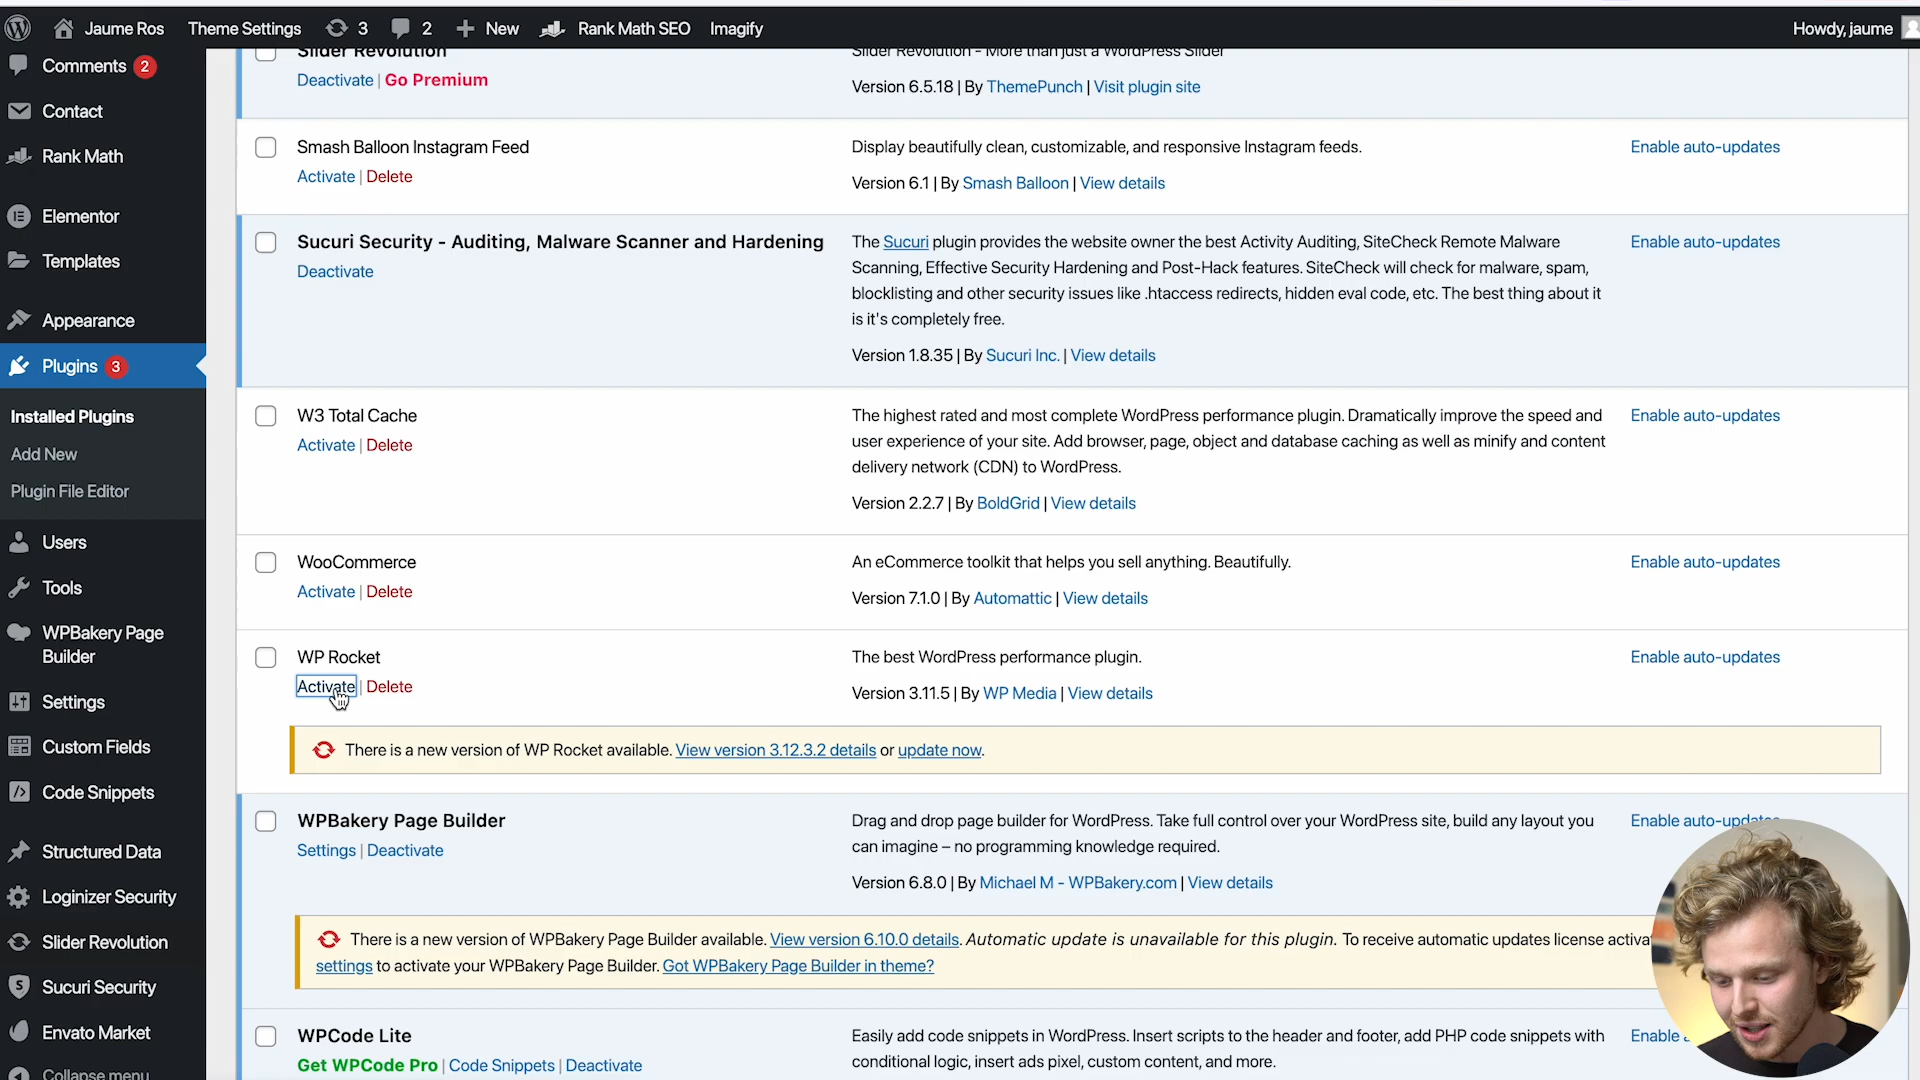 Jaume Ros
Theme Settings
3
2
New
Rank Math SEO
Imagify
Howdy, jaume
Comments 2
Contact
Rank Math
Elementor
Templates
Appearance
Plugins 3
Installed Plugins
Add New
Plugin File Editor
Users
Tools
WPBakery Page
Builder
Settings
Custom Fields
Code Snippets
Structured Data
Loginizer Security
Slider Revolution
Sucuri Security
Envato Market
Collapse menu
Slider Revolution
Deactivate | Go Premium
Slider Revolution - More than just a WordPress Slider
Version 6.5.18 | By ThemePunch | Visit plugin site
Smash Balloon Instagram Feed
Activate | Delete
Display beautifully clean, customizable, and responsive Instagram feeds.
Version 6.1 | By Smash Balloon | View details
Enable auto-updates
Sucuri Security - Auditing, Malware Scanner and Hardening
Deactivate
The Sucuri plugin provides the website owner the best Activity Auditing, SiteCheck Remote Malware
Scanning, Effective Security Hardening and Post-Hack features. SiteCheck will check for malware, spam,
blocklisting and other security issues like .htaccess redirects, hidden eval code, etc. The best thing about it
is it's completely free.
Version 1.8.35 | By Sucuri Inc. | View details
Enable auto-updates
W3 Total Cache
Activate | Delete
The highest rated and most complete WordPress performance plugin. Dramatically improve the speed and
user experience of your site. Add browser, page, object and database caching as well as minify and content
delivery network (CDN) to WordPress.
Version 2.2.7 | By BoldGrid | View details
Enable auto-updates
WooCommerce
Activate | Delete
An eCommerce toolkit that helps you sell anything. Beautifully.
Version 7.1.0 | By Automattic | View details
Enable auto-updates
WP Rocket
Activate | Delete
The best WordPress performance plugin.
Version 3.11.5 | By WP Media | View details
Enable auto-updates
There is a new version of WP Rocket available. View version 3.12.3.2 details or update now.
WPBakery Page Builder
Settings | Deactivate
Drag and drop page builder for WordPress. Take full control over your WordPress site, build any layout you
can imagine – no programming knowledge required.
Version 6.8.0 | By Michael M - WPBakery.com | View details
Enable auto-updates
There is a new version of WPBakery Page Builder available. View version 6.10.0 details. Automatic update is unavailable for this plugin. To receive automatic updates license activa
settings to activate your WPBakery Page Builder. Got WPBakery Page Builder in theme?
WPCode Lite
Get WPCode Pro | Code Snippets | Deactivate
Easily add code snippets in WordPress. Insert scripts to the header and footer, add PHP code snippets with
conditional logic, insert ads pixel, custom content, and more.
Enable